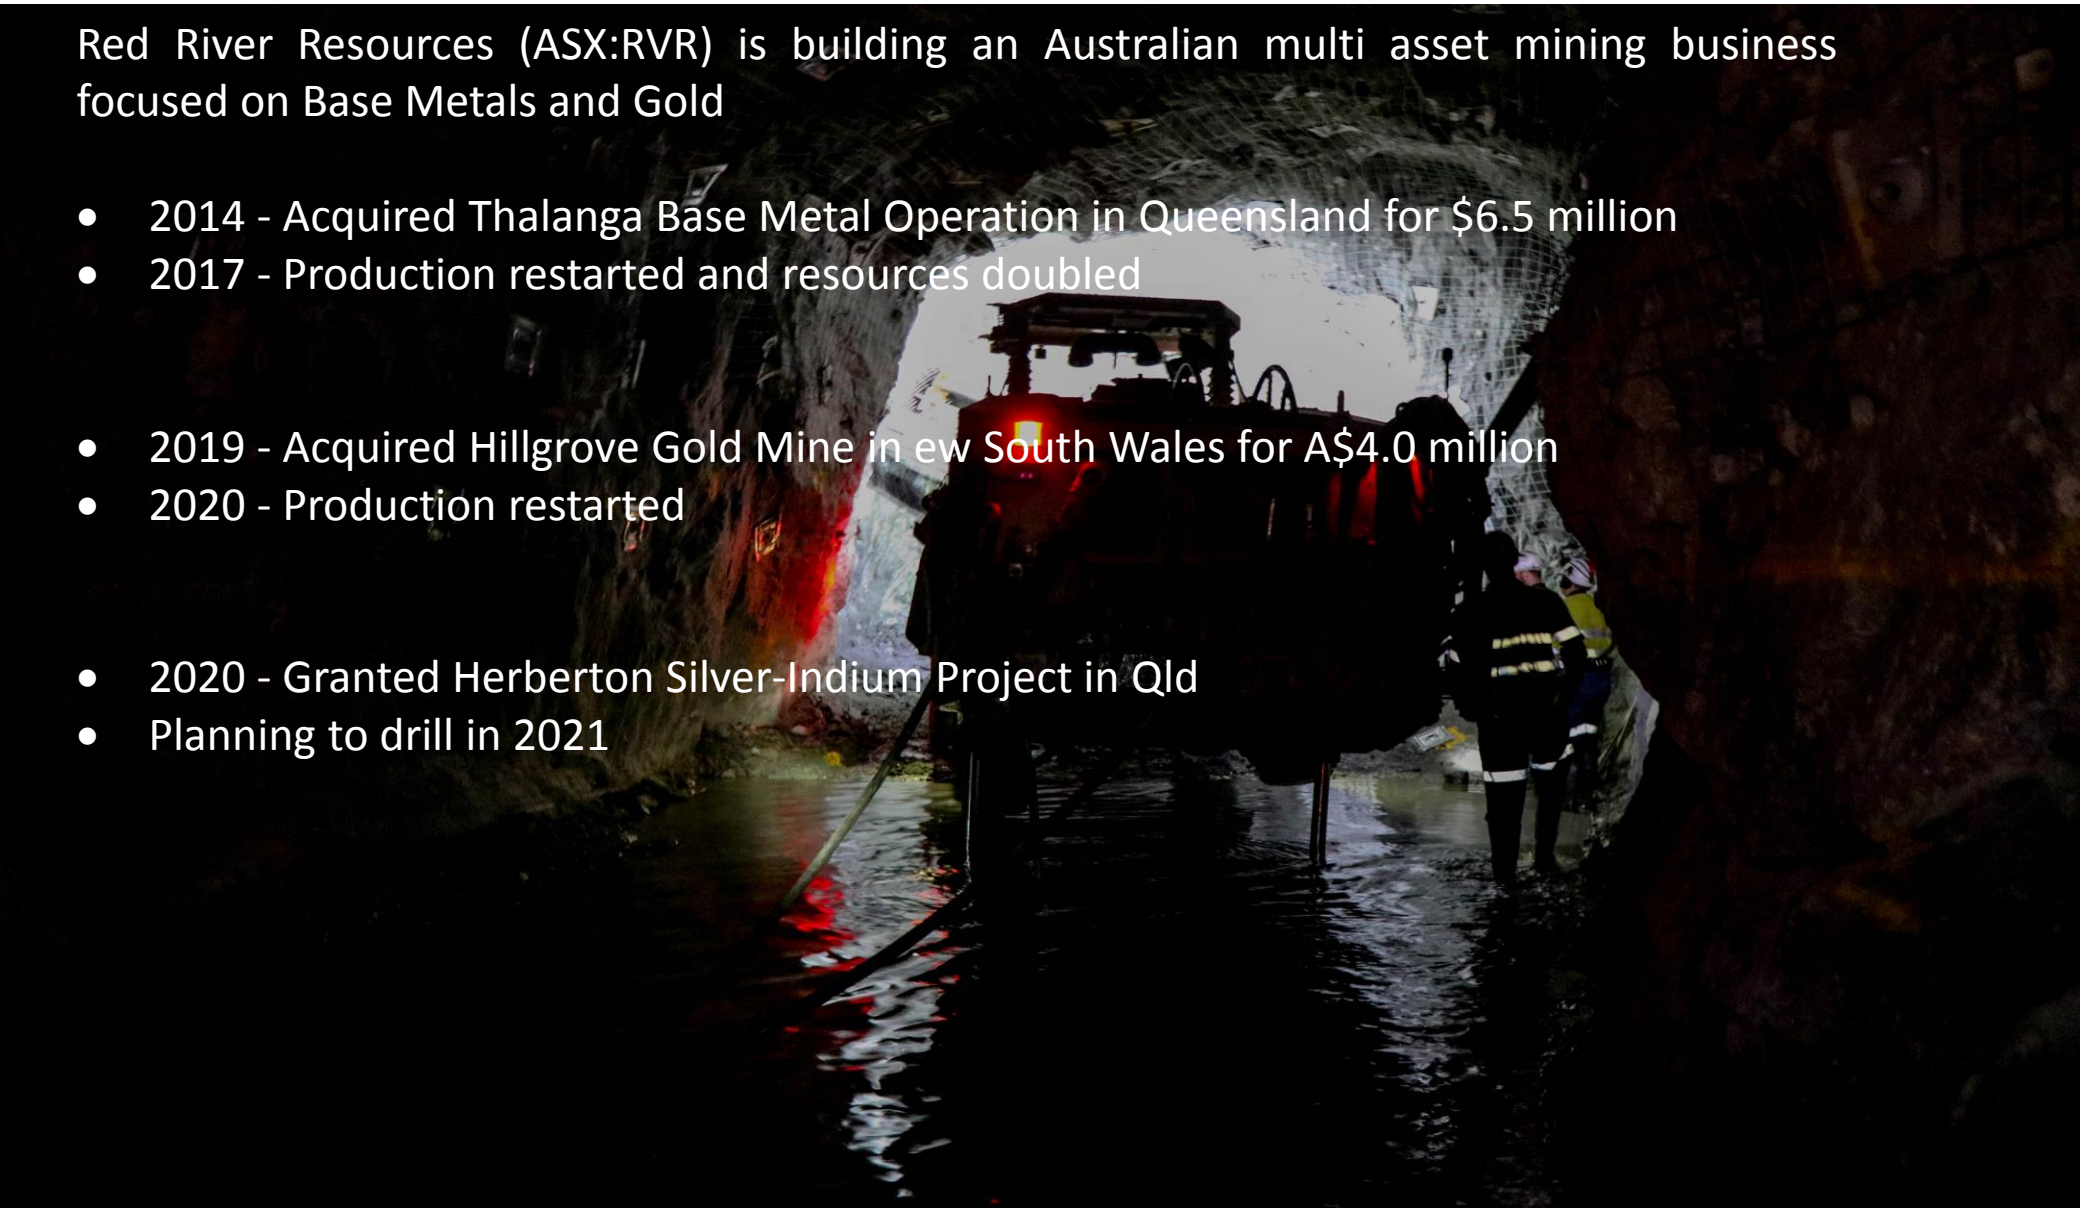 Red River Resources (ASX:RVR) is building an Australian multi asset mining business
focused on Base Metals and Gold
• 2014 - Acquired Thalanga Base Metal Operation in Queensland for $6.5 million
• 2017 - Production restarted and resources doubled
• 2019 - Acquired Hillgrove Gold Mine in ew South Wales for A$4.0 million
• 2020 - Production restarted
• 2020 - Granted Herberton Silver-Indium Project in Qld
• Planning to drill in 2021